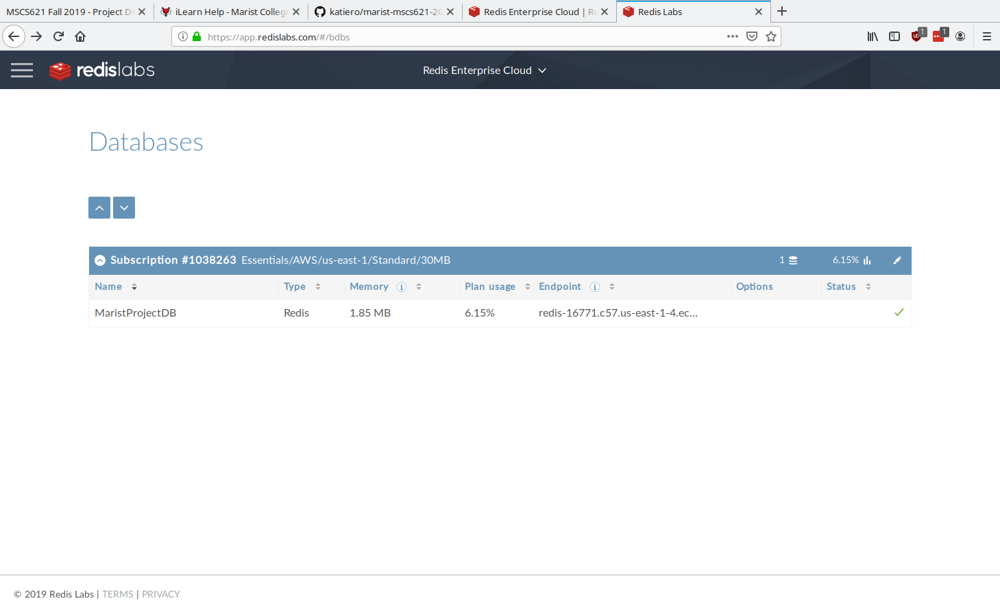 MSCS621 Fall 2019 - Project D
iLearn Help - Marist Colleg
katiero/marist-mscs621-20
Redis Enterprise Cloud | Re
Redis Labs
https://app.redislabs.com/#/bdbs
1
1
redislabs
Redis Enterprise Cloud
Databases
Subscription #1038263 Essentials/AWS/us-east-1/Standard/30MB 1 6.15%
Name Type Memory Plan usage Endpoint Options Status
MaristProjectDB Redis 1.85 MB 6.15% redis-16771.c57.us-east-1-4.ec...
© 2019 Redis Labs | TERMS | PRIVACY